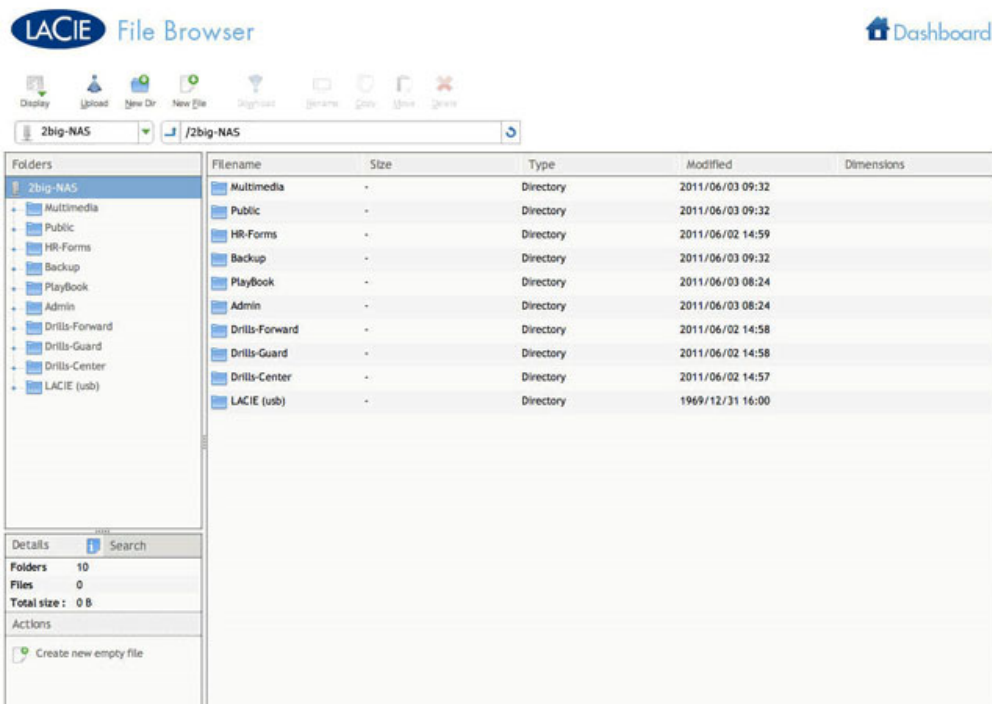 LACIE File Browser
Dashboard
Display Upload New Dir New File Download Rename Copy Move Delete
2big-NAS /2big-NAS
Folders
2big-NAS
Multimedia
Public
HR-Forms
Backup
PlayBook
Admin
Drills-Forward
Drills-Guard
Drills-Center
LACIE (usb)
Filename Size Type Modified Dimensions
Multimedia - Directory 2011/06/03 09:32
Public - Directory 2011/06/03 09:32
HR-Forms - Directory 2011/06/02 14:59
Backup - Directory 2011/06/03 09:32
PlayBook - Directory 2011/06/03 08:24
Admin - Directory 2011/06/03 08:24
Drills-Forward - Directory 2011/06/02 14:58
Drills-Guard - Directory 2011/06/02 14:58
Drills-Center - Directory 2011/06/02 14:57
LACIE (usb) - Directory 1969/12/31 16:00
Details Search
Folders 10
Files 0
Total size : 0 B
Actions
Create new empty file